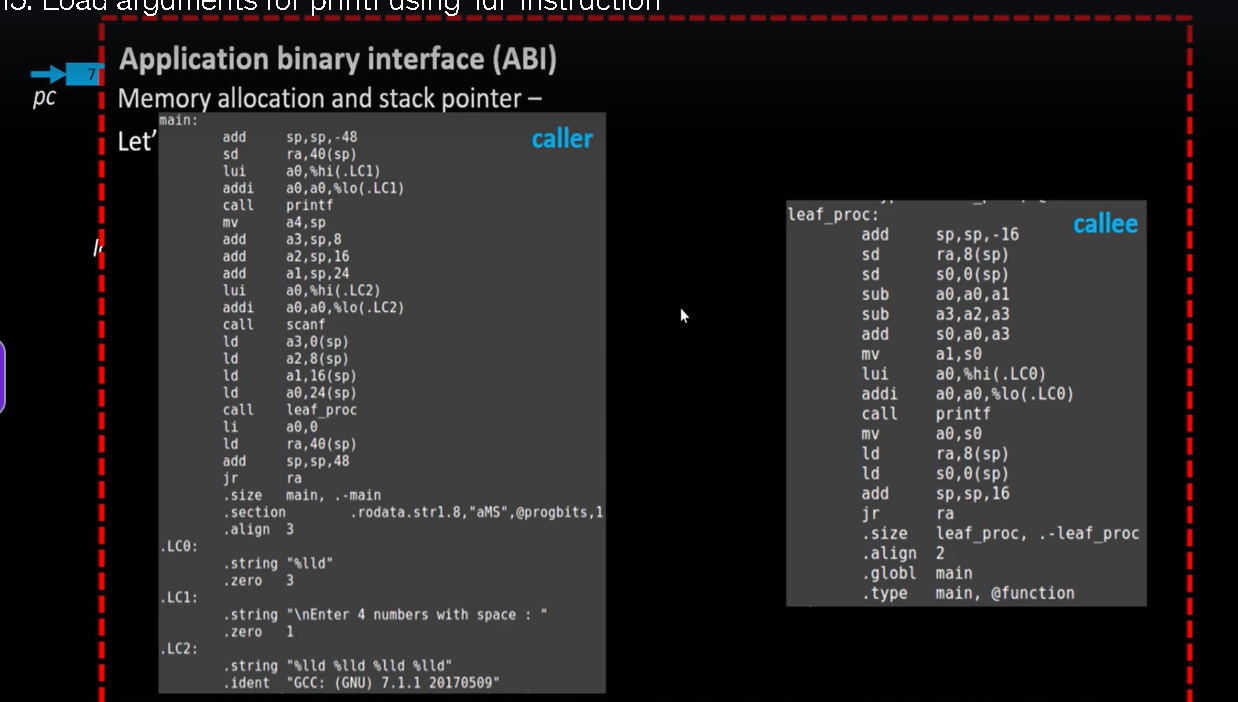 Load arguments for printf using 'ldr' instruction
Application binary interface (ABI)
7
pc
Memory allocation and stack pointer –
Let'
main:
caller
add sp,sp,-48
sd ra,40(sp)
lui a0,%hi(.LC1)
addi a0,a0,%lo(.LC1)
call printf
mv a4,sp
add a3,sp,8
add a2,sp,16
add a1,sp,24
lui a0,%hi(.LC2)
addi a0,a0,%lo(.LC2)
call scanf
ld a3,0(sp)
ld a2,8(sp)
ld a1,16(sp)
ld a0,24(sp)
call leaf_proc
li a0,0
ld ra,40(sp)
add sp,sp,48
jr ra
.size main, .-main
.section .rodata.str1.8,"aMS",@progbits,1
.align 3
.LC0:
.string "%lld"
.zero 3
.LC1:
.string "\nEnter 4 numbers with space : "
.zero 1
.LC2:
.string "%lld %lld %lld %lld"
.ident "GCC: (GNU) 7.1.1 20170509"
leaf_proc:
callee
add sp,sp,-16
sd ra,8(sp)
sd s0,0(sp)
sub a0,a0,a1
sub a3,a2,a3
add s0,a0,a3
mv a1,s0
lui a0,%hi(.LC0)
addi a0,a0,%lo(.LC0)
call printf
mv a0,s0
ld ra,8(sp)
ld s0,0(sp)
add sp,sp,16
jr ra
.size leaf_proc, .-leaf_proc
.align 2
.globl main
.type main, @function